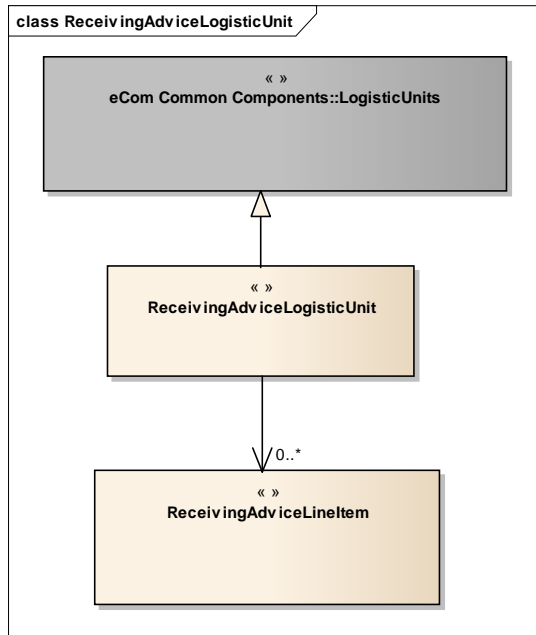 class ReceivingAdviceLogisticUnit
« »
eCom Common Components::LogisticUnits
« »
ReceivingAdviceLogisticUnit
0..*
« »
ReceivingAdviceLineItem